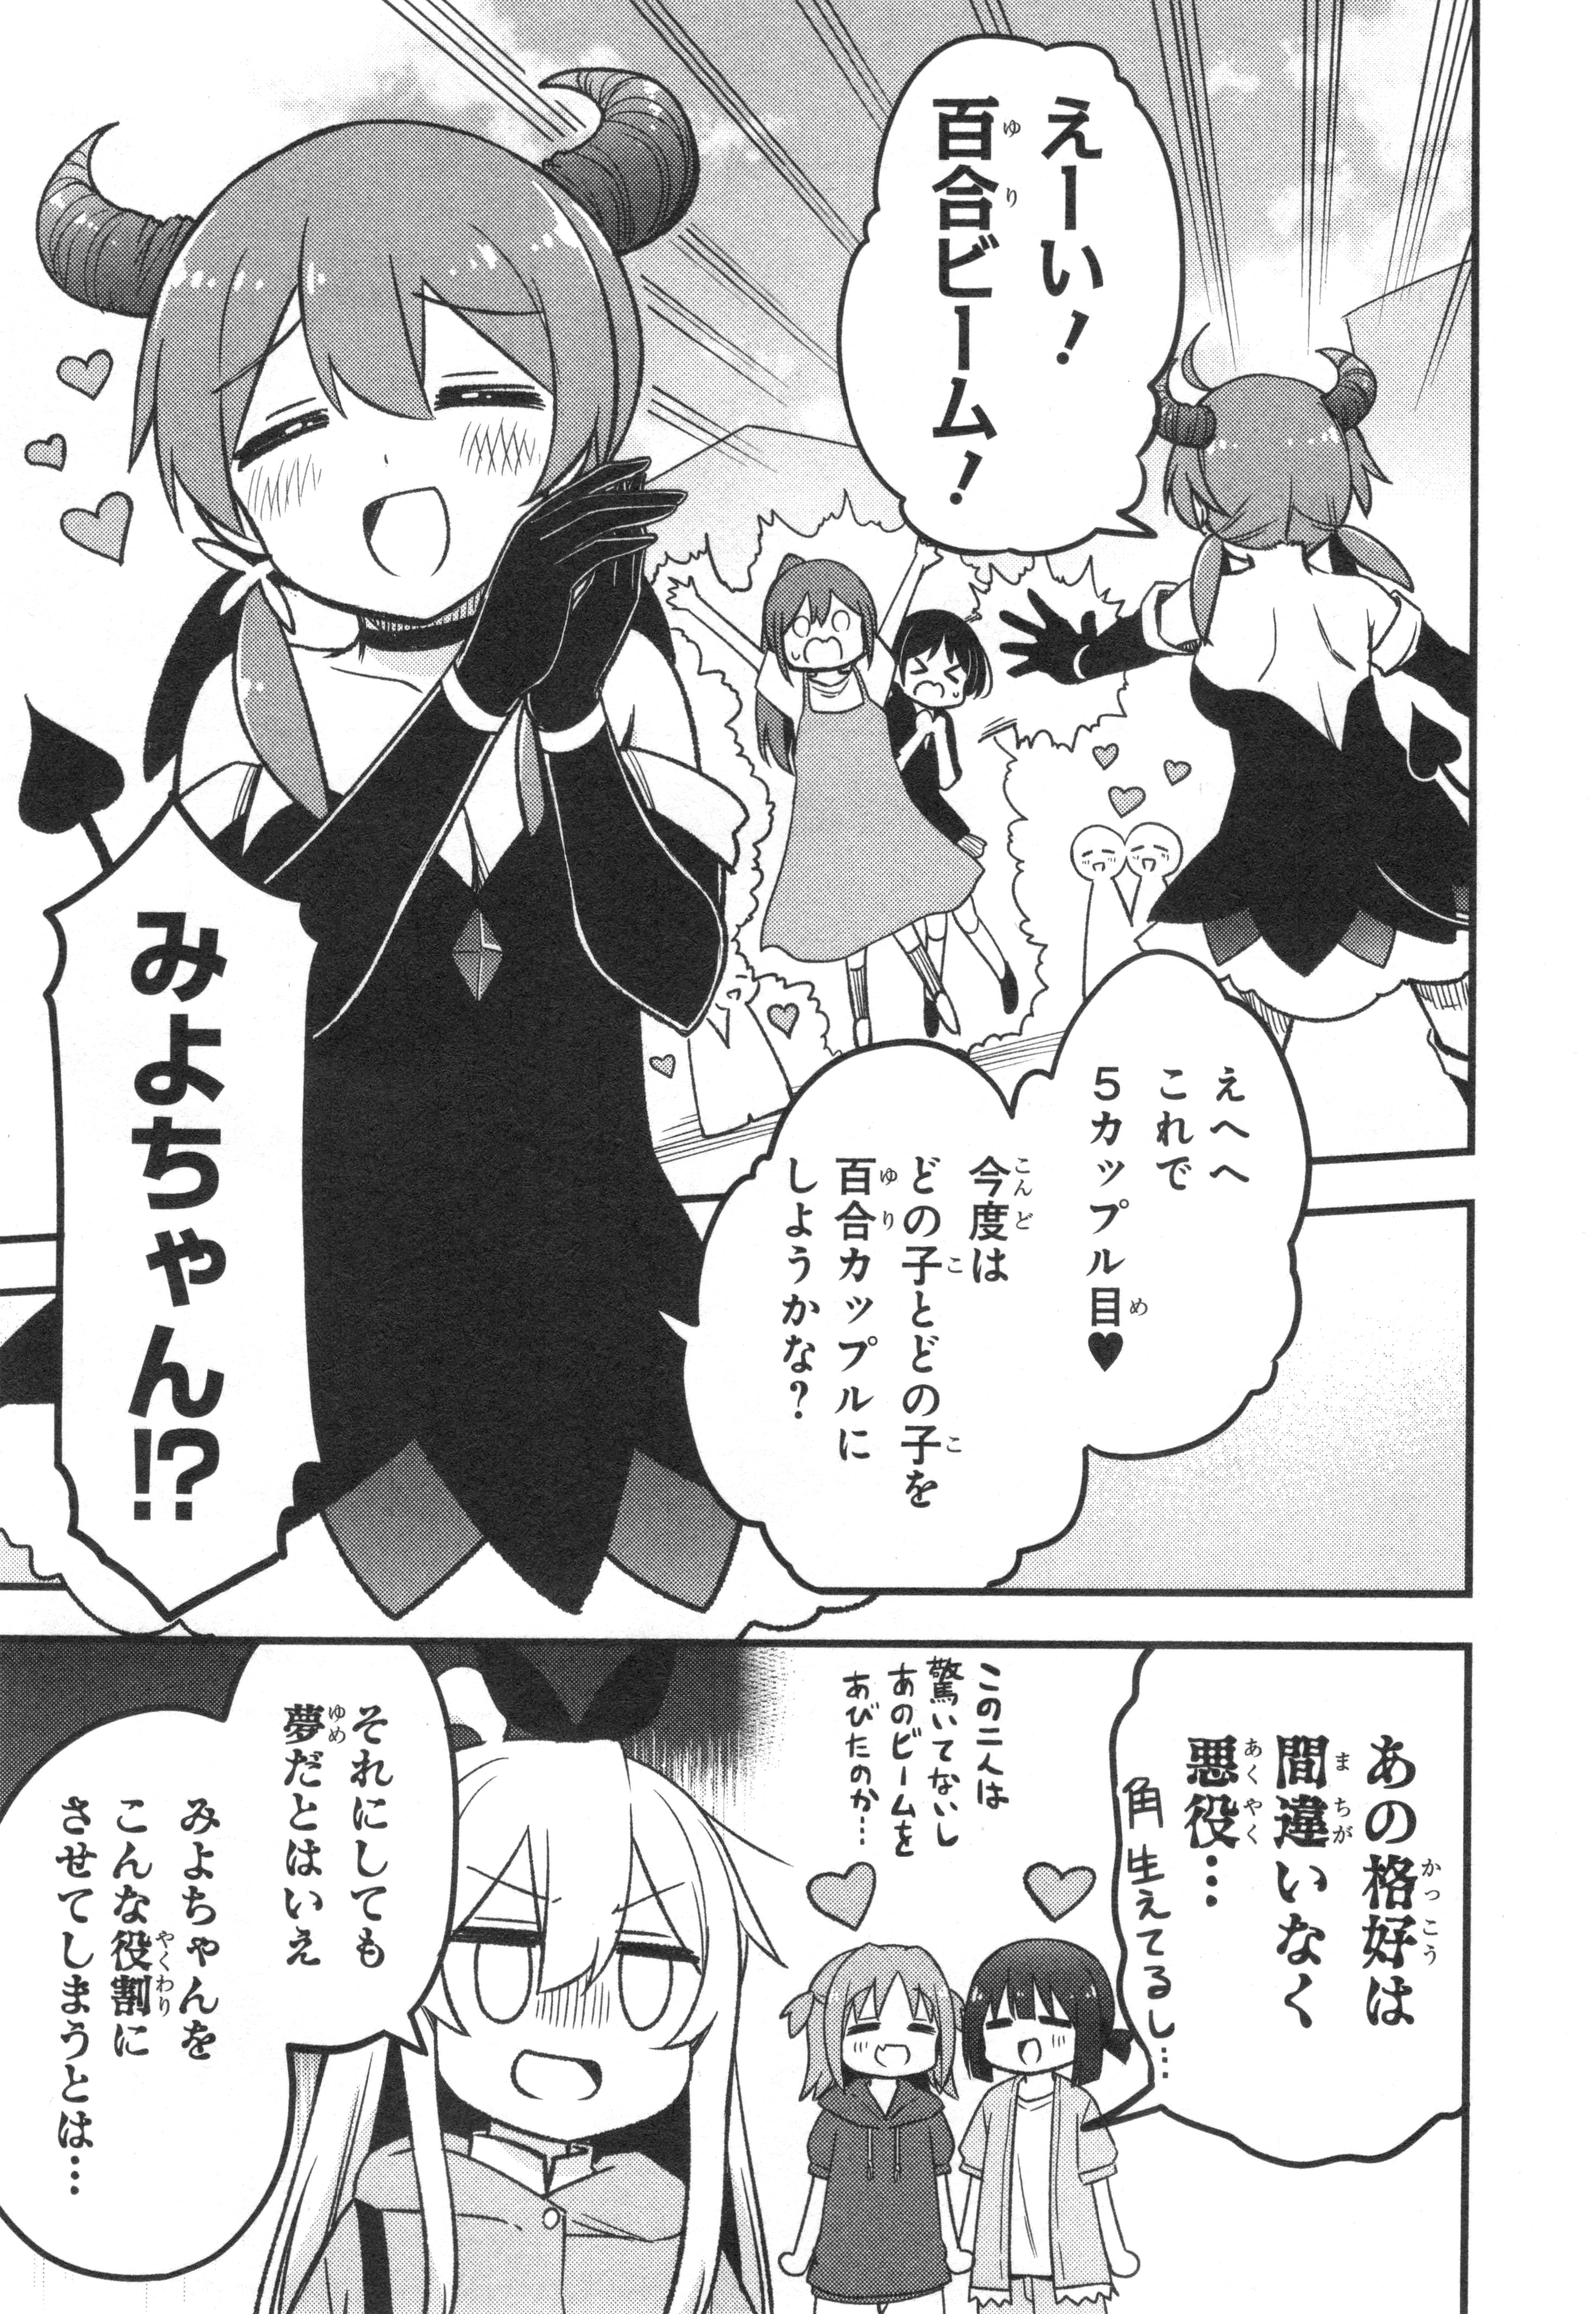 えーい！
百合ビーム！
えへへ
これで
５カップル目♥
今度は
どの子とどの子を
百合カップルに
しようかな？
みよちゃん!?
あの格好は
間違いなく
悪役…
角生えてるし…
この二人は
驚いてないし
あのビームを
あびたのか…
それにしても
夢だとはいえ
みよちゃんを
こんな役割に
させてしまうとは…